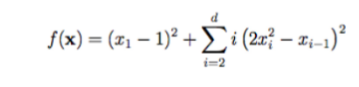 f(x) = (x₁ − 1)² + ∑ᵢ₌₂ᵈ i (2xᵢ² − xᵢ₋₁)²